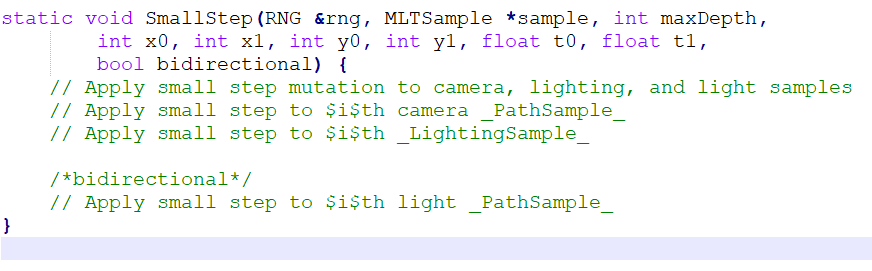 static void SmallStep(RNG &rng, MLTSample *sample, int maxDepth,
        int x0, int x1, int y0, int y1, float t0, float t1,
        bool bidirectional) {
    // Apply small step mutation to camera, lighting, and light samples
    // Apply small step to $i$th camera _PathSample_
    // Apply small step to $i$th _LightingSample_

    /*bidirectional*/
    // Apply small step to $i$th light _PathSample_
}